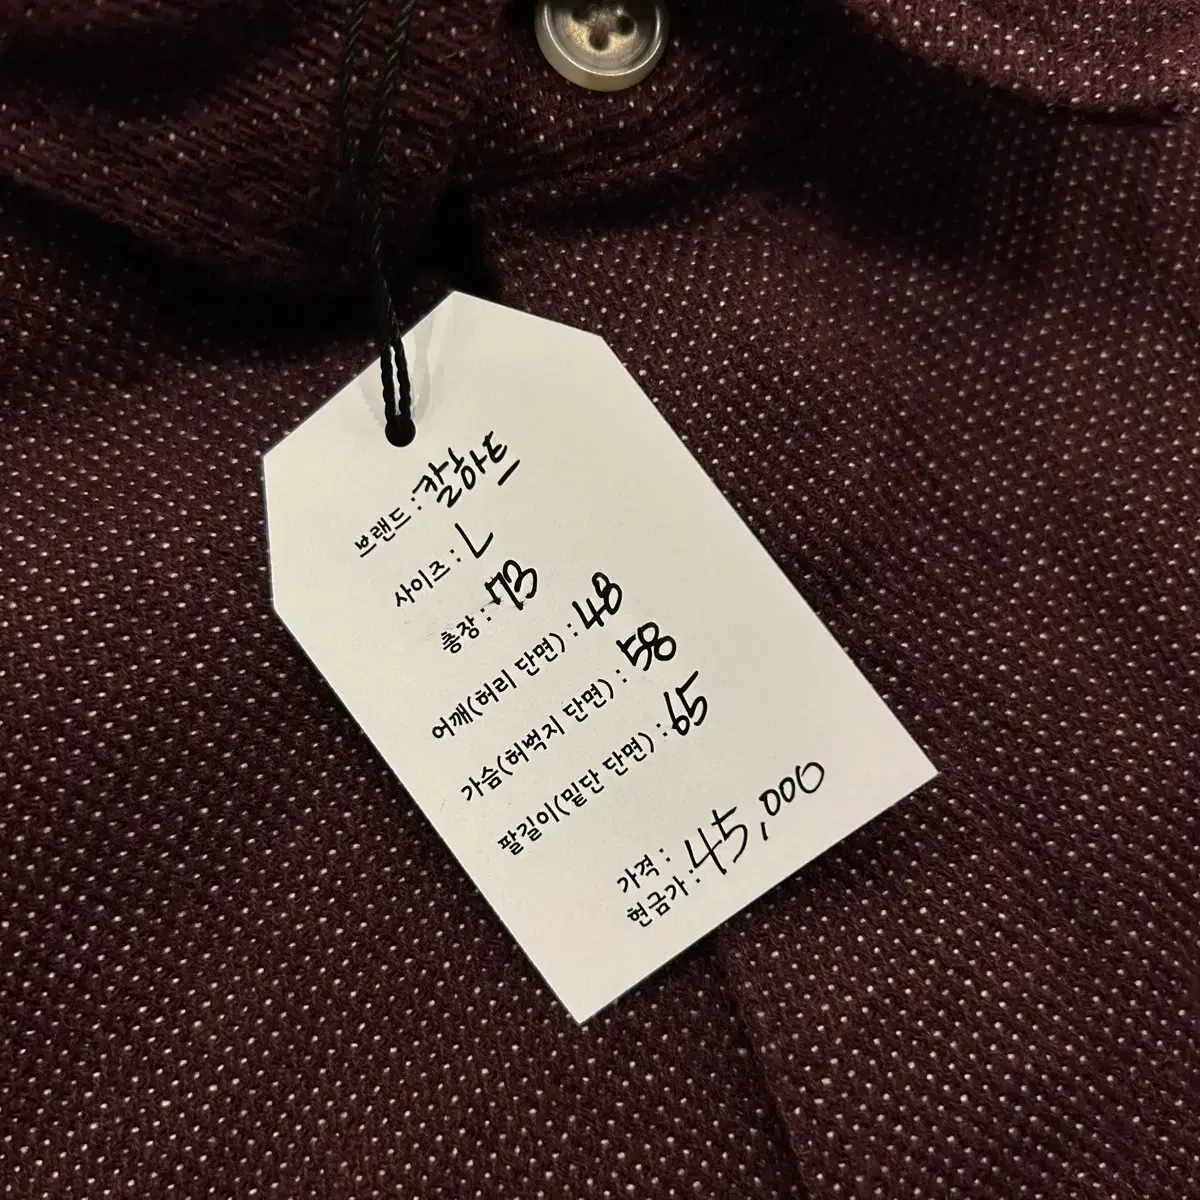 브랜드 : 칼하트
사이즈 : L
총장 : 73
어깨(허리 단면) : 48
가슴(허벅지 단면) : 58
팔길이(밑단 단면) : 65
가격 : 45,000
현금가 :